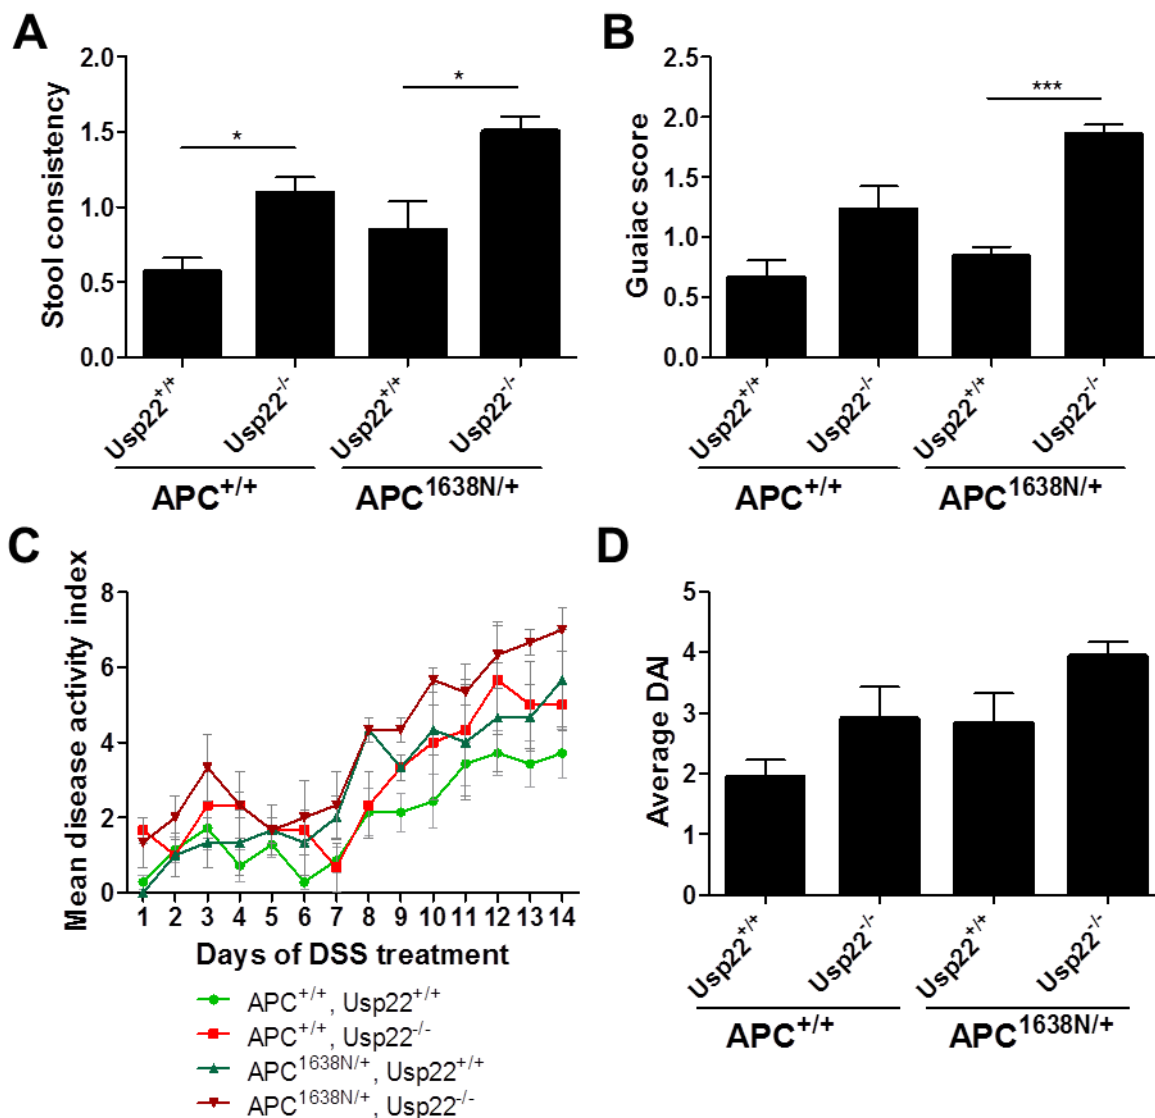 A
Stool consistency
2.0
1.5
1.0
0.5
0.0
*
*
Usp22+/+
Usp22-/-
Usp22+/+
Usp22-/-
APC+/+
APC1638N/+
B
Guaiac score
2.5
2.0
1.5
1.0
0.5
0.0
***
Usp22+/+
Usp22-/-
Usp22+/+
Usp22-/-
APC+/+
APC1638N/+
C
Mean disease activity index
8
6
4
2
0
1 2 3 4 5 6 7 8 9 10 11 12 13 14
Days of DSS treatment
APC+/+, Usp22+/+
APC+/+, Usp22-/-
APC1638N/+, Usp22+/+
APC1638N/+, Usp22-/-
D
Average DAI
5
4
3
2
1
0
Usp22+/+
Usp22-/-
Usp22+/+
Usp22-/-
APC+/+
APC1638N/+